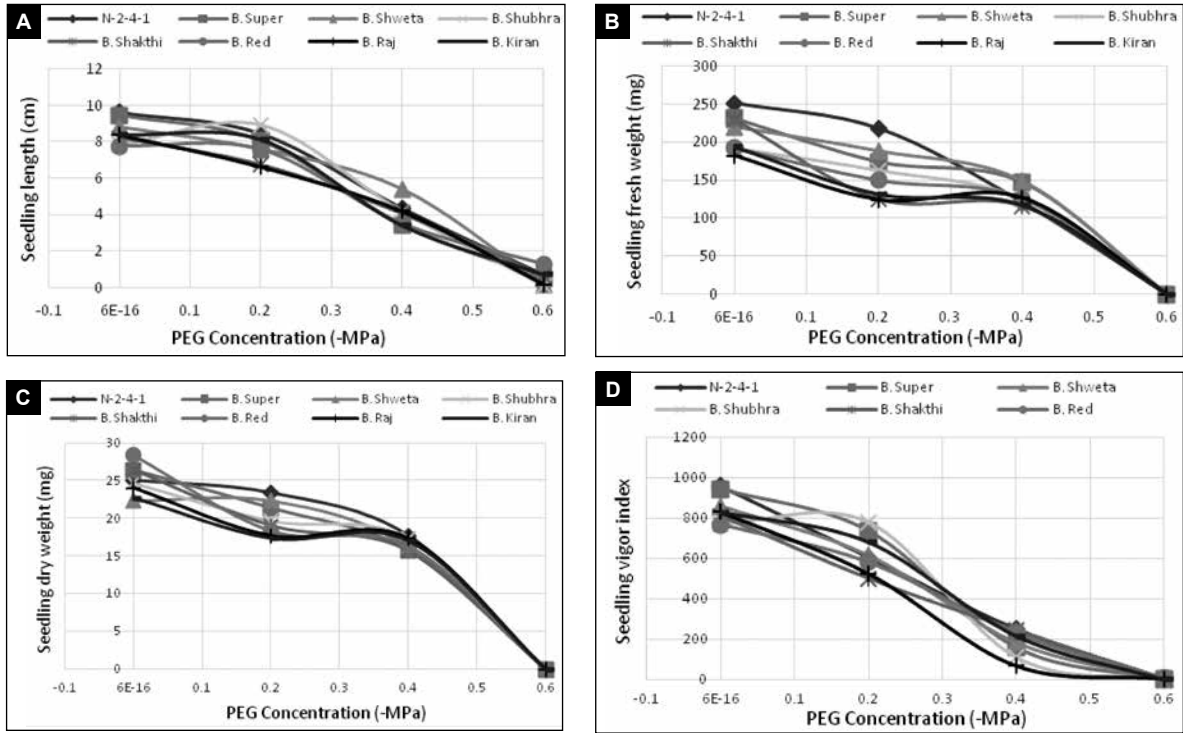 A
N-2-4-1 B. Super B. Shweta B. Shubhra
B. Shakthi B. Red B. Raj B. Kiran
12
10
8
6
4
2
0
Seedling length (cm)
-0.1 6E-16 0.1 0.2 0.3 0.4 0.5 0.6
PEG Concentration (-MPa)
B
N-2-4-1 B. Super B. Shweta B. Shubhra
B. Shakthi B. Red B. Raj B. Kiran
300
250
200
150
100
50
0
Seedling fresh weight (mg)
-0.1 6E-16 0.1 0.2 0.3 0.4 0.5 0.6
PEG Concentration (-MPa)
C
N-2-4-1 B. Super B. Shweta B. Shubhra
B. Shakthi B. Red B. Raj B. Kiran
30
25
20
15
10
5
0
Seedling dry weight (mg)
-0.1 6E-16 0.1 0.2 0.3 0.4 0.5 0.6
PEG Concentration (-MPa)
D
N-2-4-1 B. Super B. Shweta
B. Shubhra B. Shakthi B. Red
1200
1000
800
600
400
200
0
Seedling vigor index
-0.1 6E-16 0.1 0.2 0.3 0.4 0.5 0.6
PEG Concentration (-MPa)